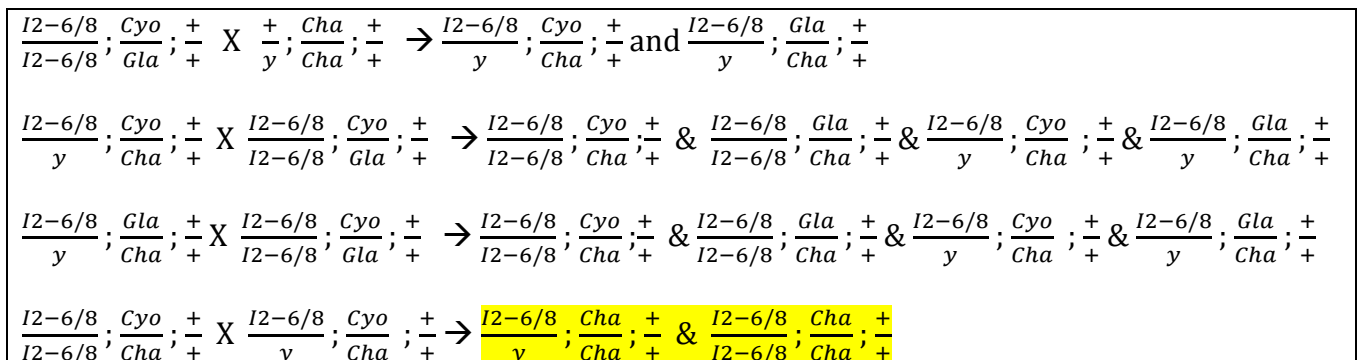 I2−6/8/I2−6/8 ; Cyo/Gla ; +/+ X +/y ; Cha/Cha ; +/+ → I2−6/8/y ; Cyo/Cha ; +/+ and I2−6/8/y ; Gla/Cha ; +/+
I2−6/8/y ; Cyo/Cha ; +/+ X I2−6/8/I2−6/8 ; Cyo/Gla ; +/+ → I2−6/8/I2−6/8 ; Cyo/Cha ;+/+ & I2−6/8/I2−6/8 ; Gla/Cha ; +/+ & I2−6/8/y ; Cyo/Cha ; +/+ & I2−6/8/y ; Gla/Cha ; +/+
I2−6/8/y ; Gla/Cha ; +/+ X I2−6/8/I2−6/8 ; Cyo/Gla ; +/+ → I2−6/8/I2−6/8 ; Cyo/Cha ;+/+ & I2−6/8/I2−6/8 ; Gla/Cha ; +/+ & I2−6/8/y ; Cyo/Cha ; +/+ & I2−6/8/y ; Gla/Cha ; +/+
I2−6/8/I2−6/8 ; Cyo/Cha ; +/+ X I2−6/8/y ; Cyo/Cha ; +/+ → I2−6/8/y ; Cha/Cha ; +/+ & I2−6/8/I2−6/8 ; Cha/Cha ; +/+